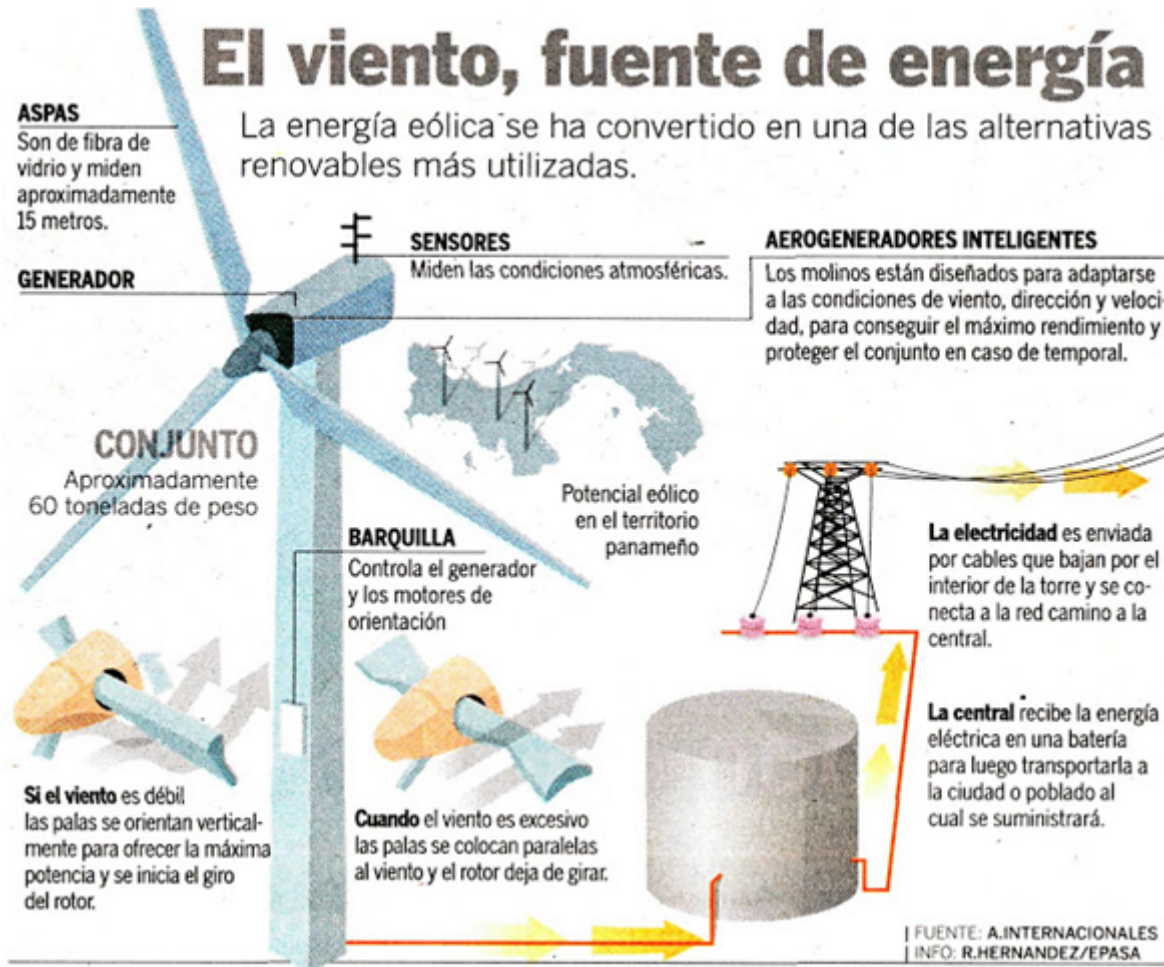 El viento, fuente de energía
La energía eólica se ha convertido en una de las alternativas
renovables más utilizadas.
ASPAS
Son de fibra de
vidrio y miden
aproximadamente
15 metros.
GENERADOR
SENSORES
Miden las condiciones atmosféricas.
AEROGENERADORES INTELIGENTES
Los molinos están diseñados para adaptarse
a las condiciones de viento, dirección y veloci-
dad, para conseguir el máximo rendimiento y
proteger el conjunto en caso de temporal.
CONJUNTO
Aproximadamente
60 toneladas de peso
Potencial eólico
en el territorio
panameño
BARQUILLA
Controla el generador
y los motores de
orientación
La electricidad es enviada
por cables que bajan por el
interior de la torre y se co-
necta a la red camino a la
central.
La central recibe la energía
eléctrica en una batería
para luego transportarla a
la ciudad o poblado al
cual se suministrará.
Si el viento es débil
las palas se orientan vertical-
mente para ofrecer la máxima
potencia y se inicia el giro
del rotor.
Cuando el viento es excesivo
las palas se colocan paralelas
al viento y el rotor deja de girar.
FUENTE: A.INTERNACIONALES
INFO: R.HERNANDEZ/EPASA